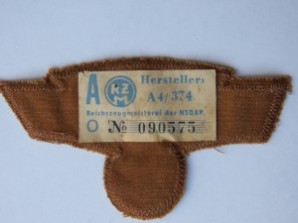 A RZM Hersteller:
A4/374
Reichszeugmeisterei der NSDAP.
O № 090575